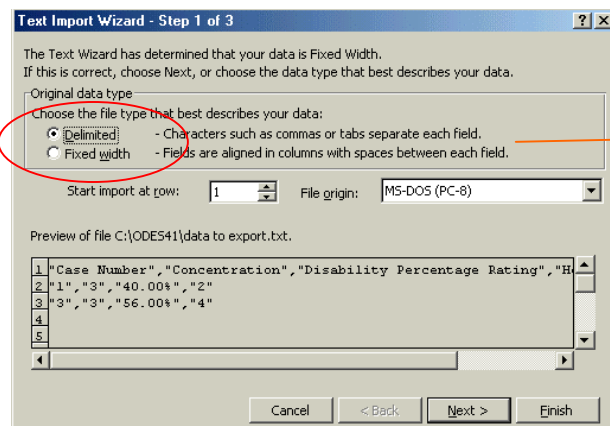 Text Import Wizard - Step 1 of 3
The Text Wizard has determined that your data is Fixed Width.
If this is correct, choose Next, or choose the data type that best describes your data.
Original data type
Choose the file type that best describes your data:
Delimited - Characters such as commas or tabs separate each field.
Fixed width - Fields are aligned in columns with spaces between each field.
Start import at row: 1 File origin: MS-DOS (PC-8)
Preview of file C:\ODES41\data to export.txt.
1 "Case Number","Concentration","Disability Percentage Rating","H
2 "1","3","40.00%","2"
3 "3","3","56.00%","4"
4
5
Cancel < Back Next > Finish